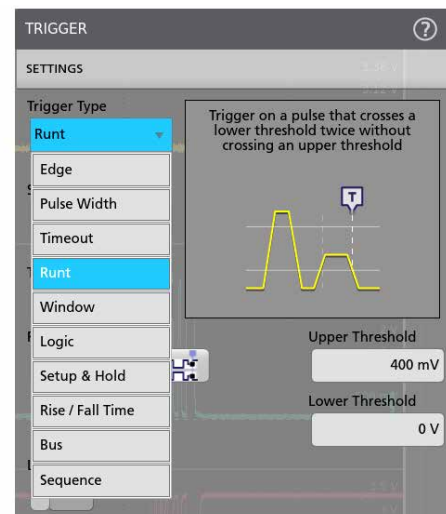 TRIGGER
?
SETTINGS
Trigger Type
Runt
Edge
Pulse Width
Timeout
Runt
Window
Logic
Setup & Hold
Rise / Fall Time
Bus
Sequence
Trigger on a pulse that crosses a
lower threshold twice without
crossing an upper threshold
T
Upper Threshold
400 mV
Lower Threshold
0 V